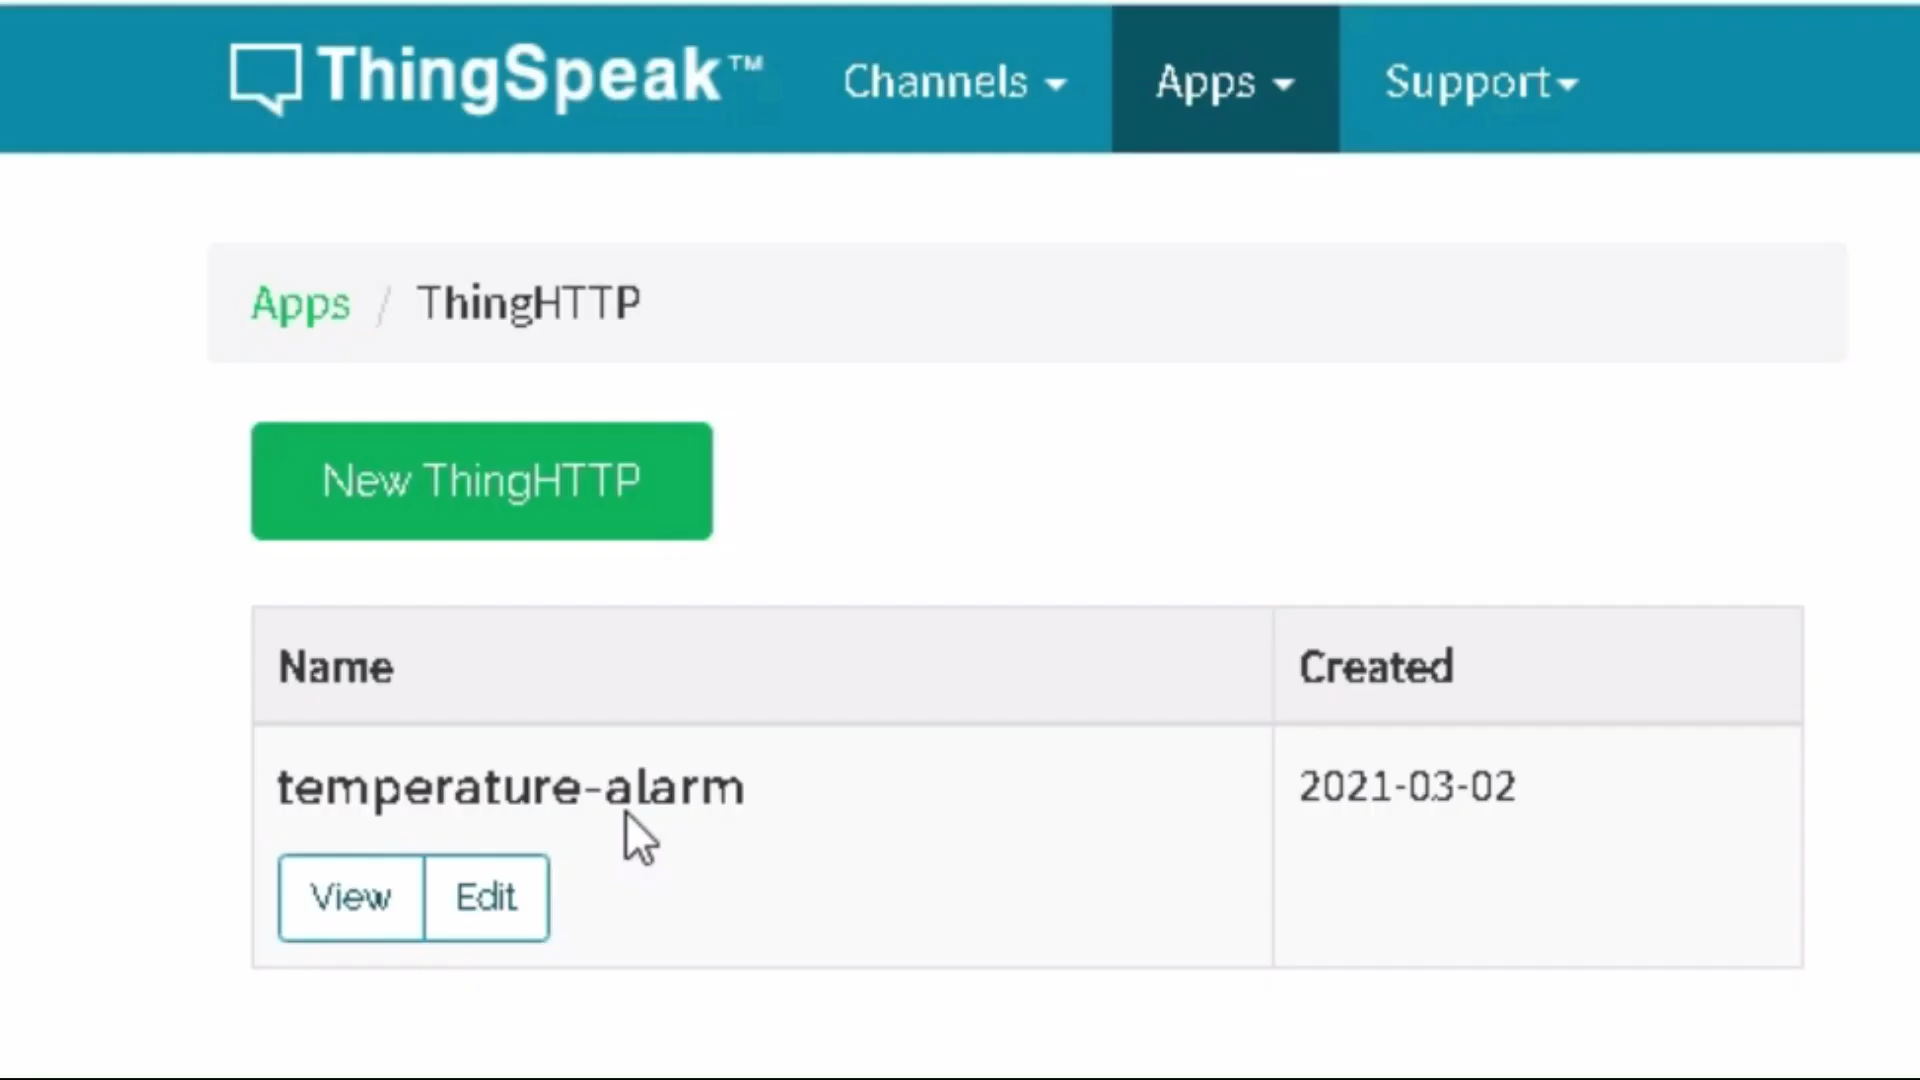 ThingSpeak™ Channels Apps Support
Apps / ThingHTTP
New ThingHTTP
Name Created
temperature-alarm 2021-03-02
View Edit